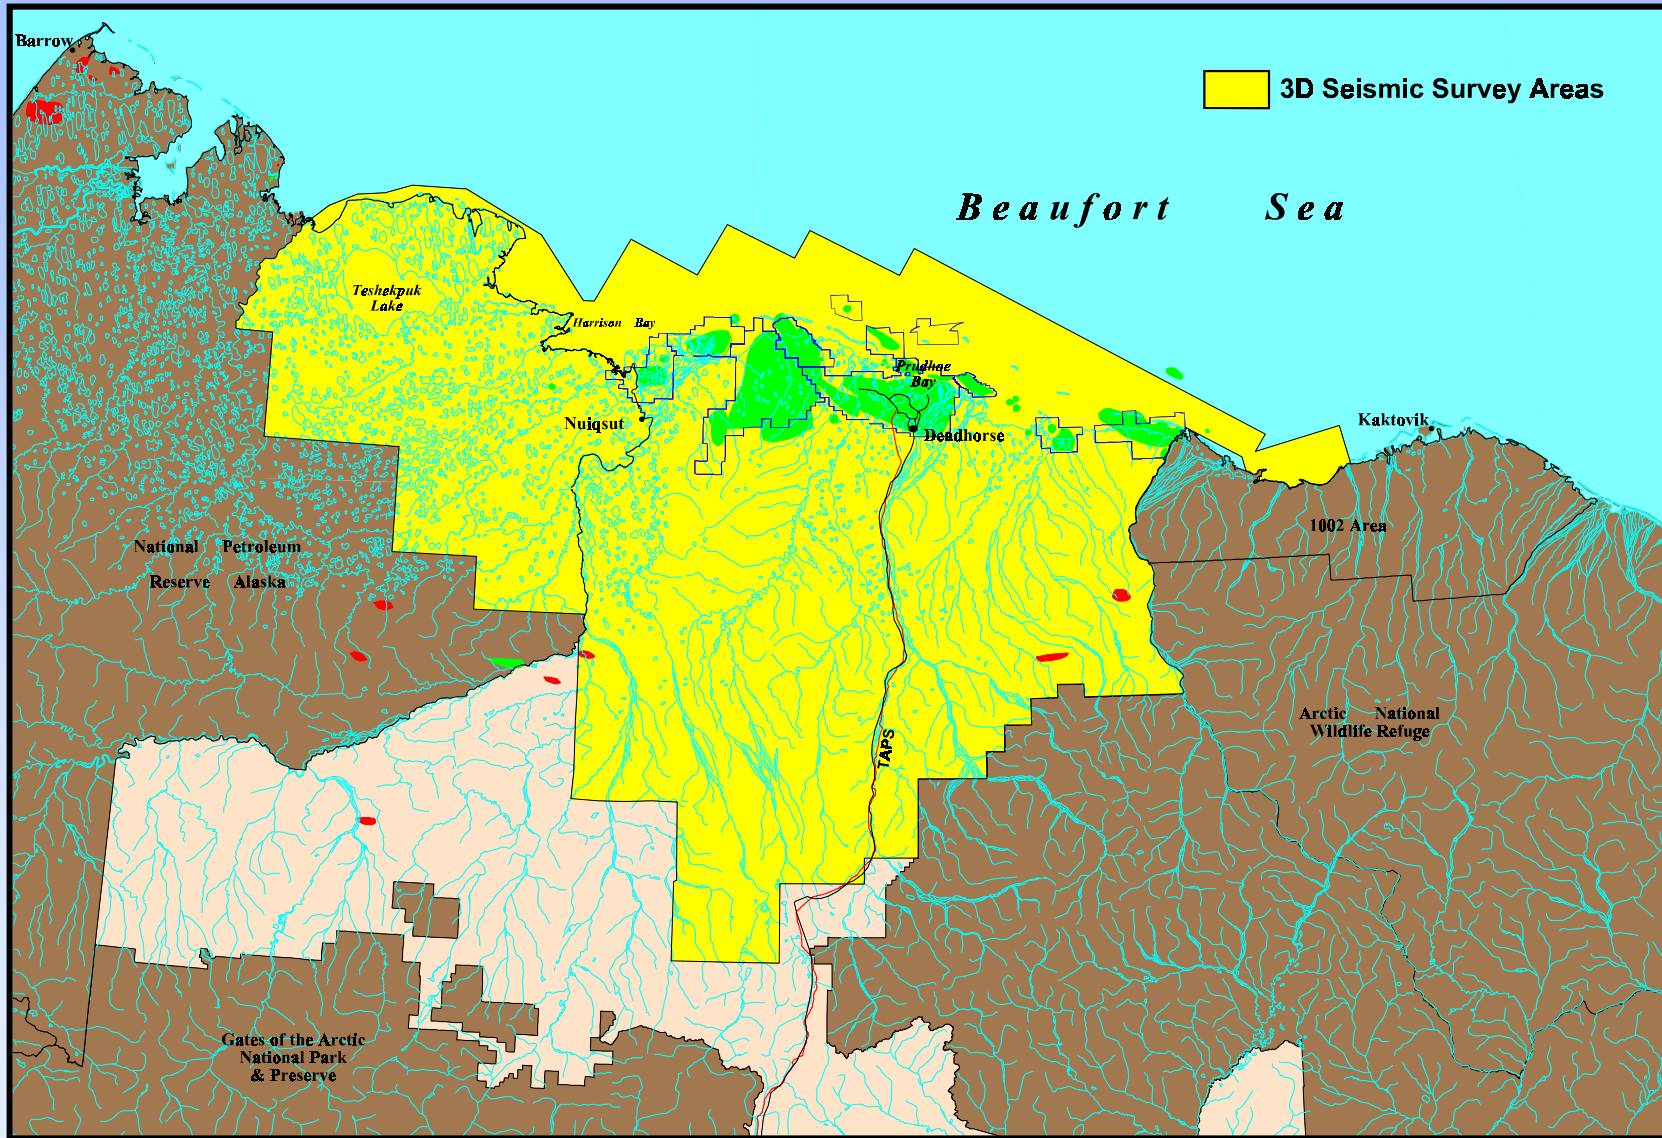 Barrow
3D Seismic Survey Areas
Beaufort Sea
Teshekpuk
Lake
Harrison Bay
Prudhoe
Bay
Nuiqsut
Deadhorse
Kaktovik
1002 Area
National Petroleum
Reserve Alaska
Arctic National
Wildlife Refuge
TAPS
Gates of the Arctic
National Park
& Preserve